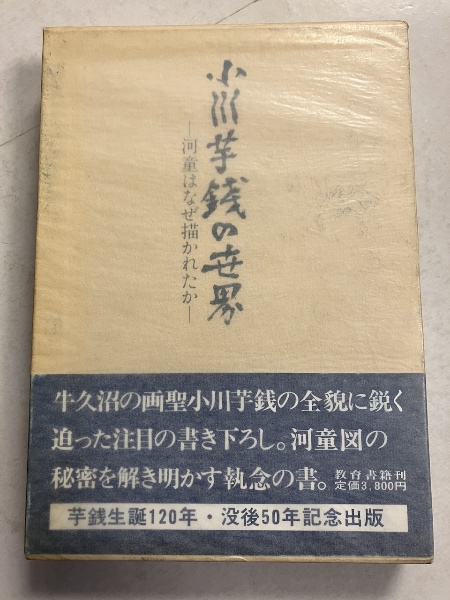 小川芋銭の世界
―河童はなぜ描かれたか―
牛久沼の画聖小川芋銭の全貌に鋭く
迫った注目の書き下ろし。河童図の
秘密を解き明かす執念の書。
教育書籍刊
定価3,800円
芋銭生誕120年・没後50年記念出版